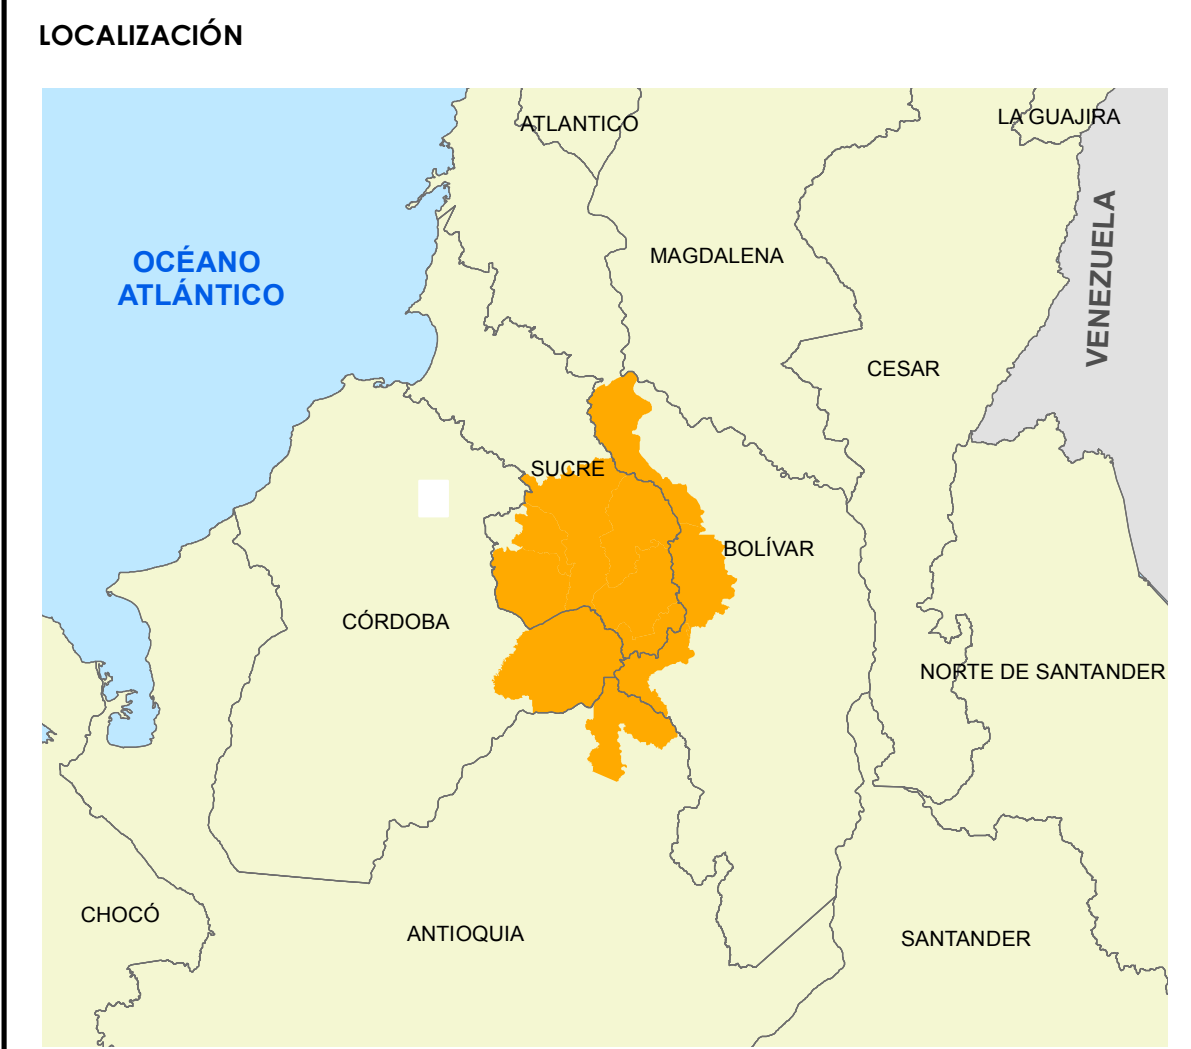 LOCALIZACIÓN
ATLANTICO
LA GUAJIRA
OCÉANO
ATLÁNTICO
MAGDALENA
VENEZUELA
CESAR
SUCRE
BOLÍVAR
CÓRDOBA
NORTE DE SANTANDER
CHOCÓ
ANTIOQUIA
SANTANDER